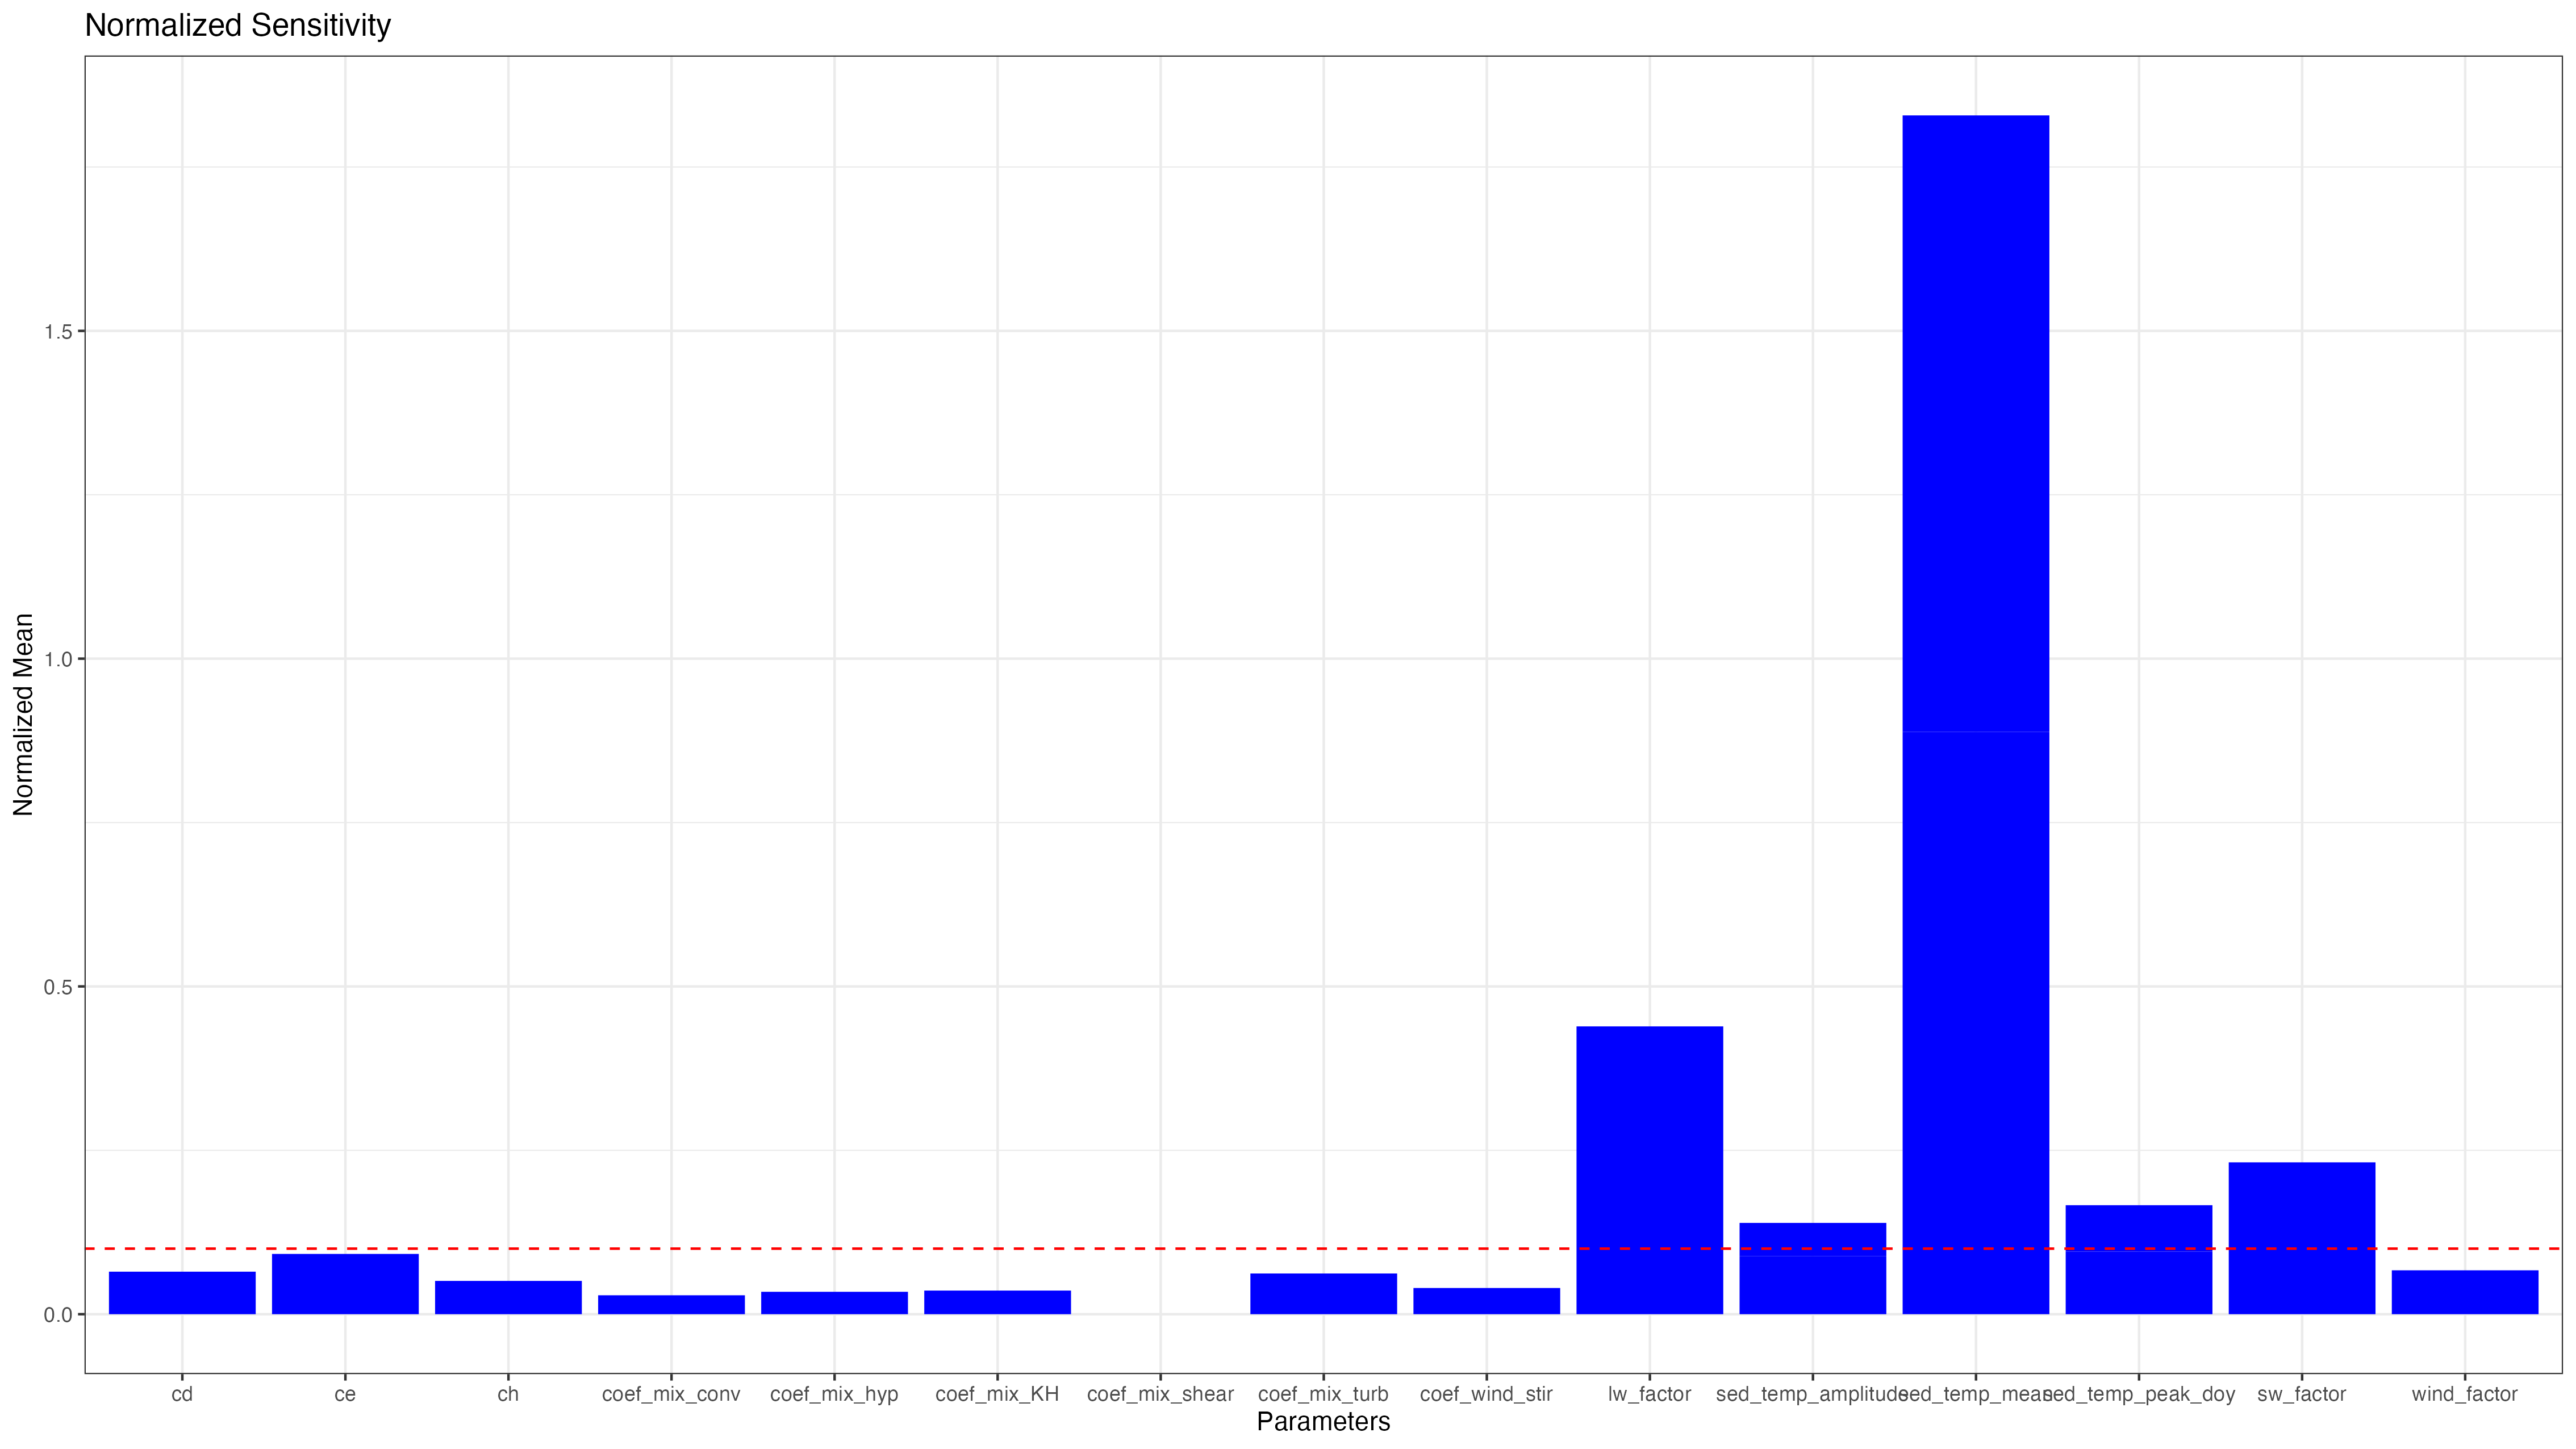 Normalized Sensitivity
Normalized Mean
1.5
1.0
0.5
0.0
cd ce ch coef_mix_conv coef_mix_hyp coef_mix_KH coef_mix_shear coef_mix_turb coef_wind_stir lw_factor sed_temp_amplitude sed_temp_mean sed_temp_peak_doy sw_factor wind_factor
Parameters